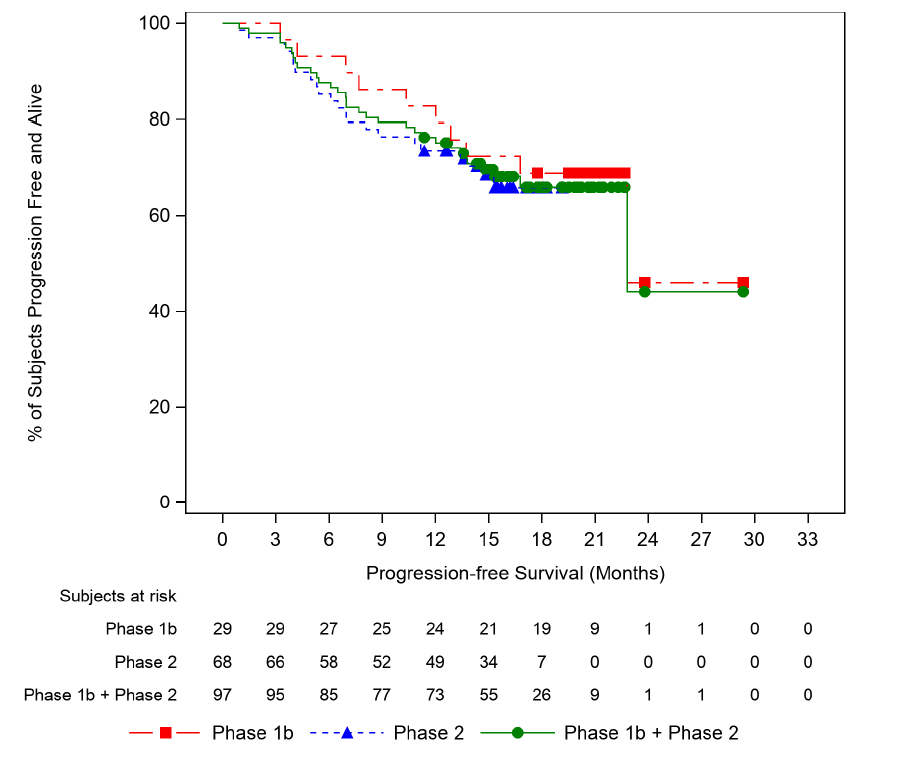 % of Subjects Progression Free and Alive
100
80
60
40
20
0
0 3 6 9 12 15 18 21 24 27 30 33
Progression-free Survival (Months)
Subjects at risk
Phase 1b 29 29 27 25 24 21 19 9 1 1 0 0
Phase 2 68 66 58 52 49 34 7 0 0 0 0 0
Phase 1b + Phase 2 97 95 85 77 73 55 26 9 1 1 0 0
Phase 1b Phase 2 Phase 1b + Phase 2